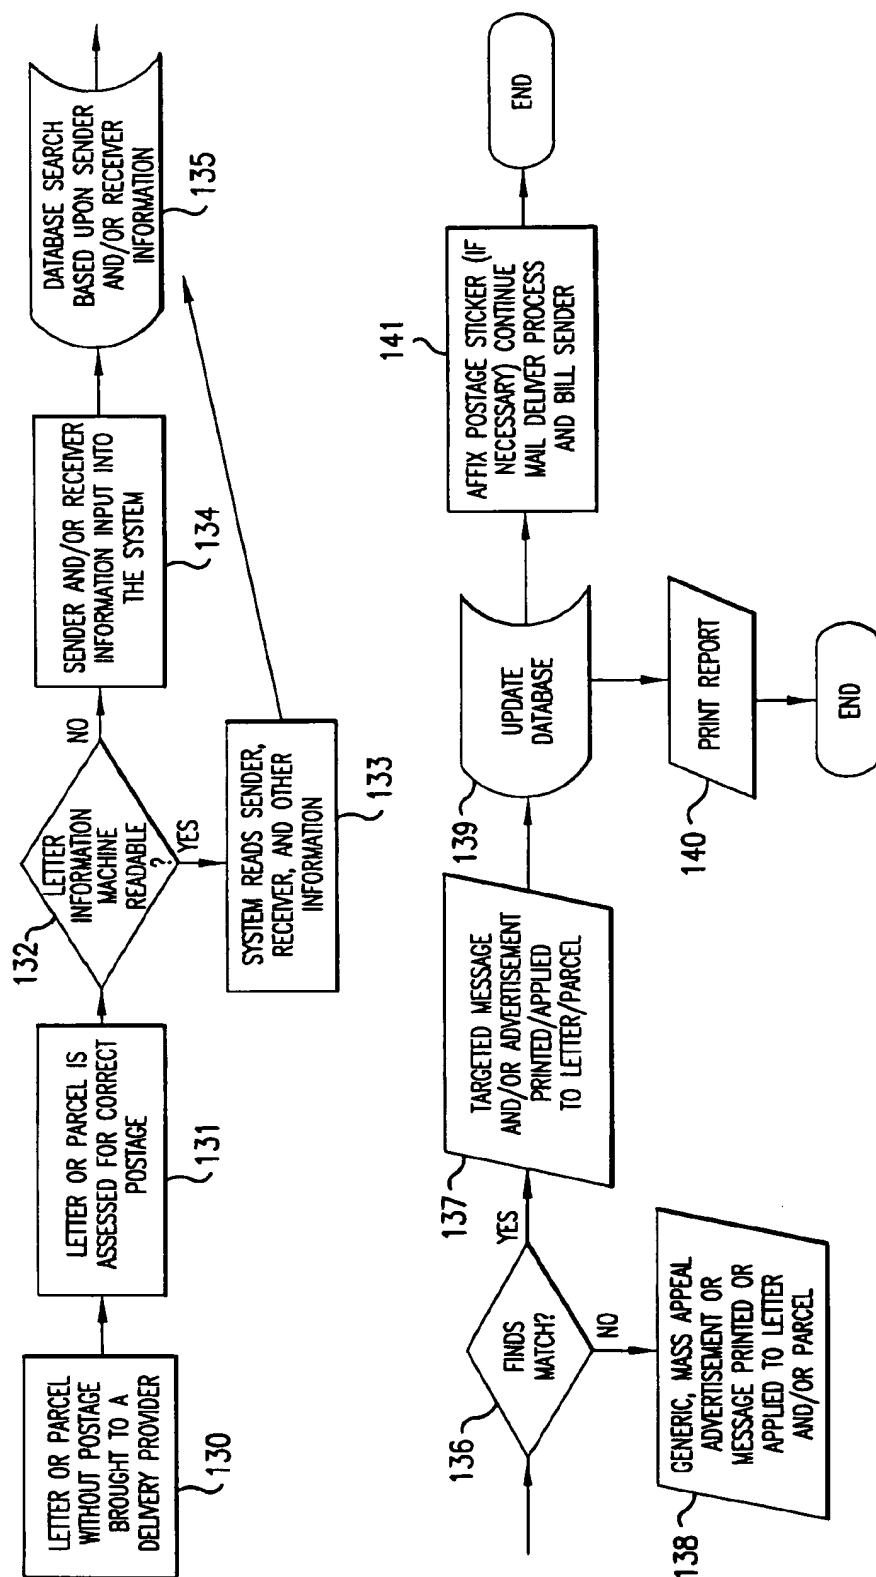 LETTER OR PARCEL
WITHOUT POSTAGE
BROUGHT TO A
DELIVERY PROVIDER
130
LETTER OR PARCEL IS
ASSESSED FOR CORRECT
POSTAGE
131
LETTER
INFORMATION
MACHINE
READABLE
?
132
NO
YES
SYSTEM READS SENDER,
RECEIVER, AND OTHER
INFORMATION
133
SENDER AND/OR RECEIVER
INFORMATION INPUT INTO
THE SYSTEM
134
DATABASE SEARCH
BASED UPON SENDER
AND/OR RECEIVER
INFORMATION
135
FINDS
MATCH?
136
YES
NO
TARGETED MESSAGE
AND/OR ADVERTISEMENT
PRINTED/APPLIED
TO LETTER/PARCEL
137
GENERIC, MASS APPEAL
ADVERTISEMENT OR
MESSAGE PRINTED OR
APPLIED TO LETTER
AND/OR PARCEL
138
UPDATE
DATABASE
139
PRINT REPORT
140
END
AFFIX POSTAGE STICKER (IF
NECESSARY) CONTINUE
MAIL DELIVER PROCESS
AND BILL SENDER
141
END